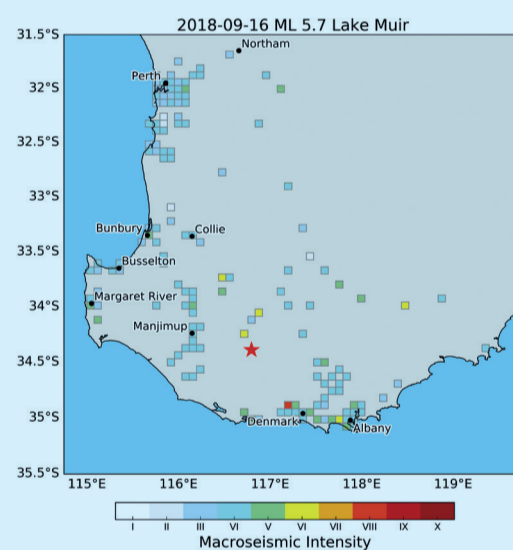 2018-09-16 ML 5.7 Lake Muir
31.5°S
Northam
Perth
32°S
32.5°S
33°S
Bunbury
Collie
33.5°S
Busselton
Margaret River
34°S
Manjimup
34.5°S
35°S
Denmark
Albany
35.5°S
115°E 116°E 117°E 118°E 119°E
I II III VI V VI VII VIII IX X
Macroseismic Intensity